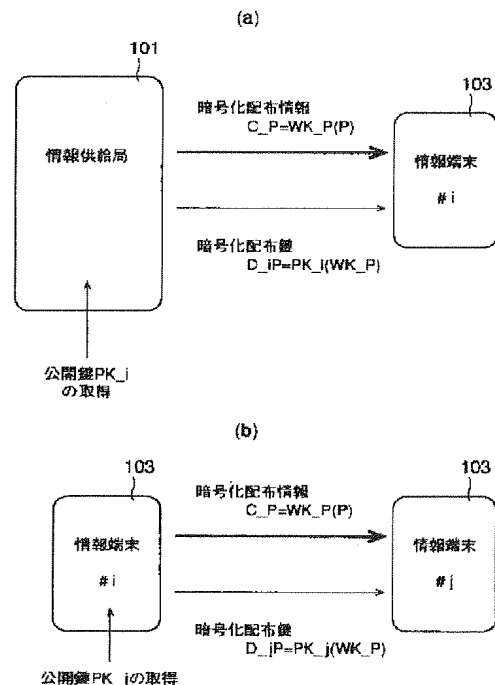 (a)
101
103
暗号化配布情報
C_P=WK_P(P)
情報供給局
情報端末
#i
暗号化配布鍵
D_iP=PK_i(WK_P)
公開鍵PK_i
の取得
(b)
103
103
暗号化配布情報
C_P=WK_P(P)
情報端末
#i
情報端末
#j
暗号化配布鍵
D_jP=PK_j(WK_P)
公開鍵PK_jの取得